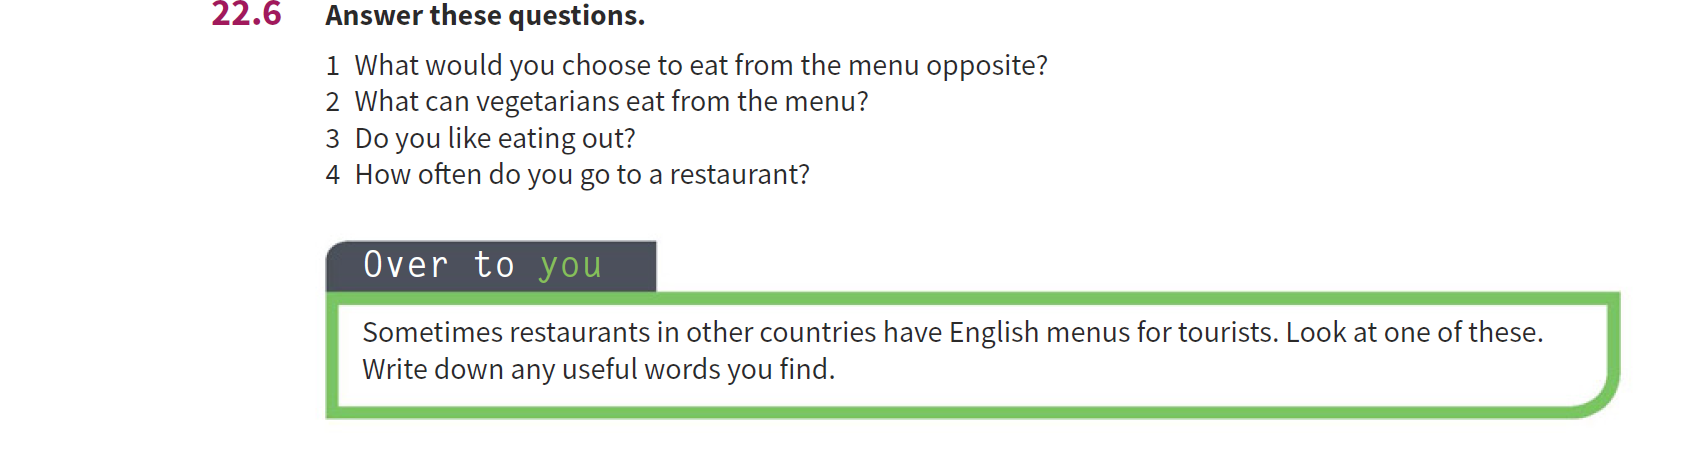 22.6 Answer these questions.
1 What would you choose to eat from the menu opposite?
2 What can vegetarians eat from the menu?
3 Do you like eating out?
4 How often do you go to a restaurant?
Over to you
Sometimes restaurants in other countries have English menus for tourists. Look at one of these.
Write down any useful words you find.